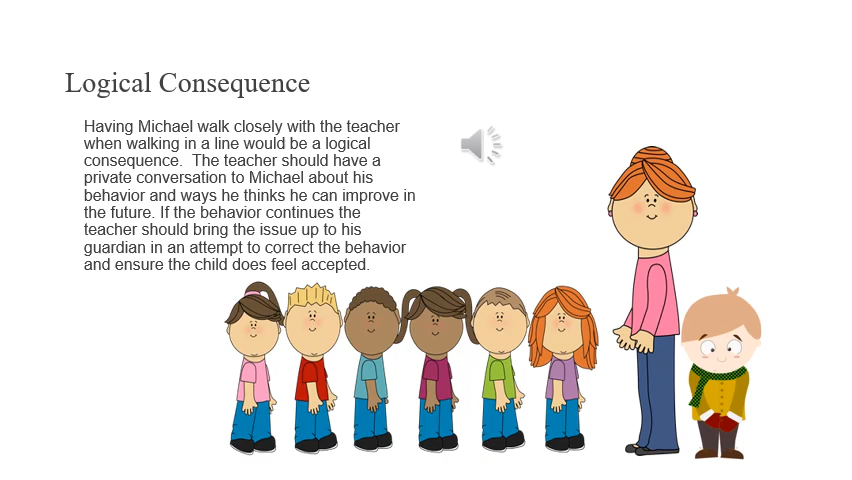 Logical Consequence
Having Michael walk closely with the teacher
when walking in a line would be a logical
consequence.  The teacher should have a
private conversation to Michael about his
behavior and ways he thinks he can improve in
the future. If the behavior continues the
teacher should bring the issue up to his
guardian in an attempt to correct the behavior
and ensure the child does feel accepted.